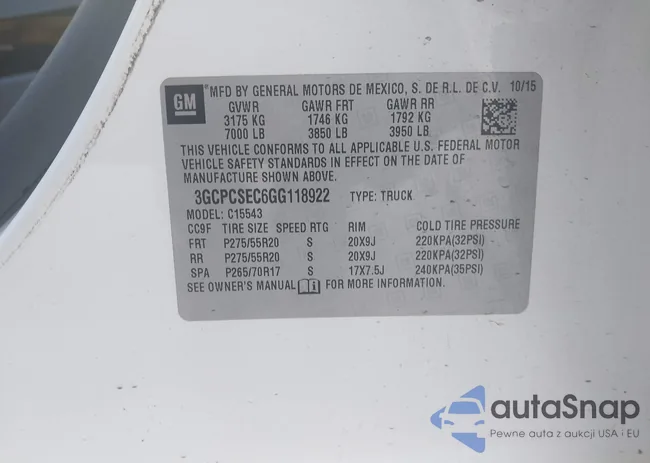 GM
MFD BY GENERAL MOTORS DE MEXICO, S. DE R.L. DE C.V. 10/15
GVWR GAWR FRT GAWR RR
3175 KG 1746 KG 1792 KG
7000 LB 3850 LB 3950 LB
THIS VEHICLE CONFORMS TO ALL APPLICABLE U.S. FEDERAL MOTOR
VEHICLE SAFETY STANDARDS IN EFFECT ON THE DATE OF
MANUFACTURE SHOWN ABOVE.
3GCPCSEC6GG118922 TYPE: TRUCK
MODEL: C15543
CC9F TIRE SIZE SPEED RTG RIM COLD TIRE PRESSURE
FRT P275/55R20 S 20X9J 220KPA(32PSI)
RR P275/55R20 S 20X9J 220KPA(32PSI)
SPA P265/70R17 S 17X7.5J 240KPA(35PSI)
SEE OWNER'S MANUAL i FOR MORE INFORMATION.
autaSnap
Pewne auta z aukcji USA i EU